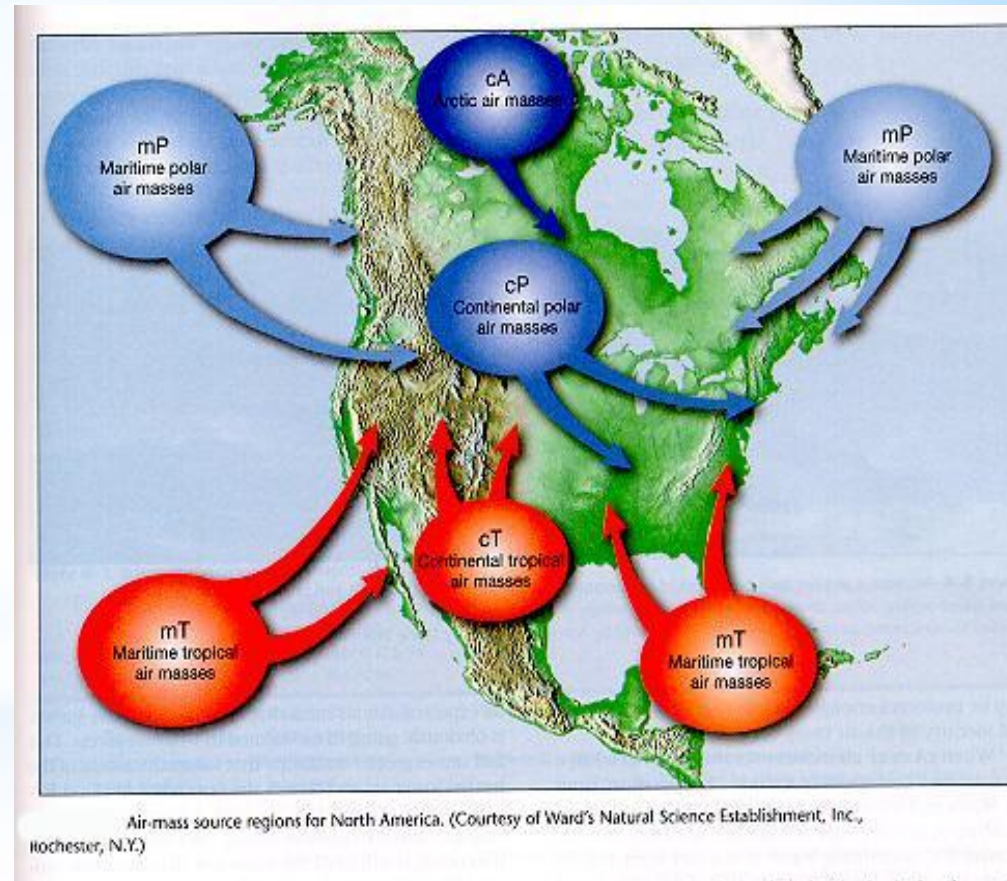 cA
Arctic air masses
mP
Maritime polar
air masses
mP
Maritime polar
air masses
cP
Continental polar
air masses
cT
Continental tropical
air masses
mT
Maritime tropical
air masses
mT
Maritime tropical
air masses
Air-mass source regions for North America. (Courtesy of Ward's Natural Science Establishment, Inc.,
Rochester, N.Y.)